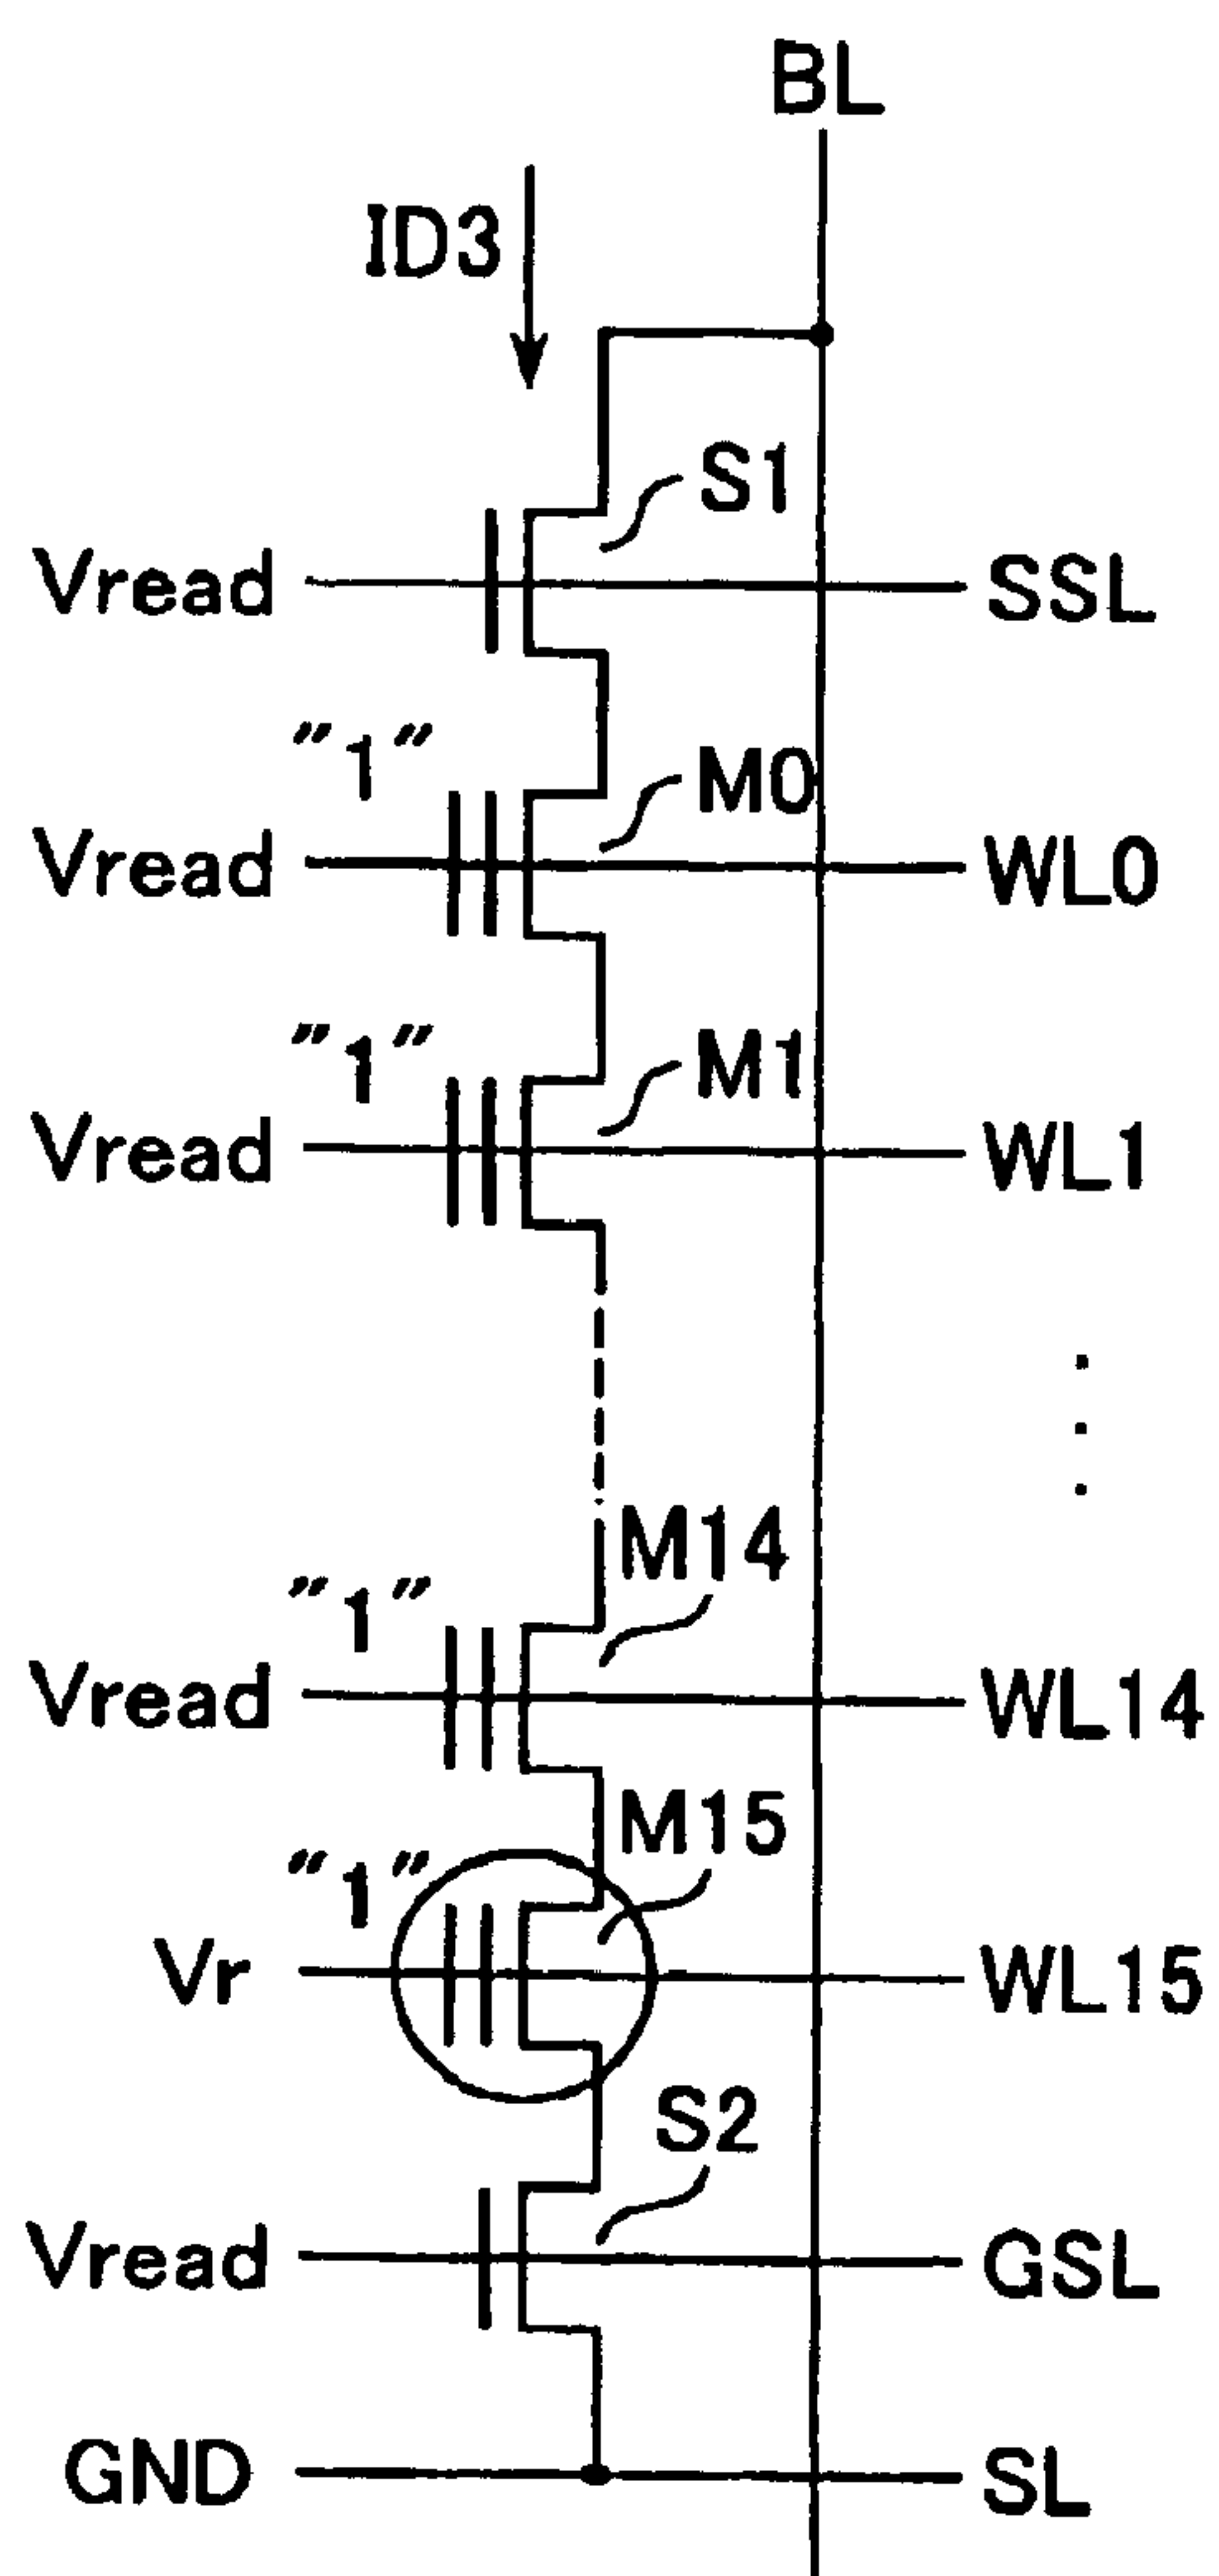 BL
ID3
S1
Vread SSL
"1" M0
Vread WL0
"1" M1
Vread WL1
M14
"1"
Vread WL14
M15
"1"
Vr WL15
S2
Vread GSL
GND SL